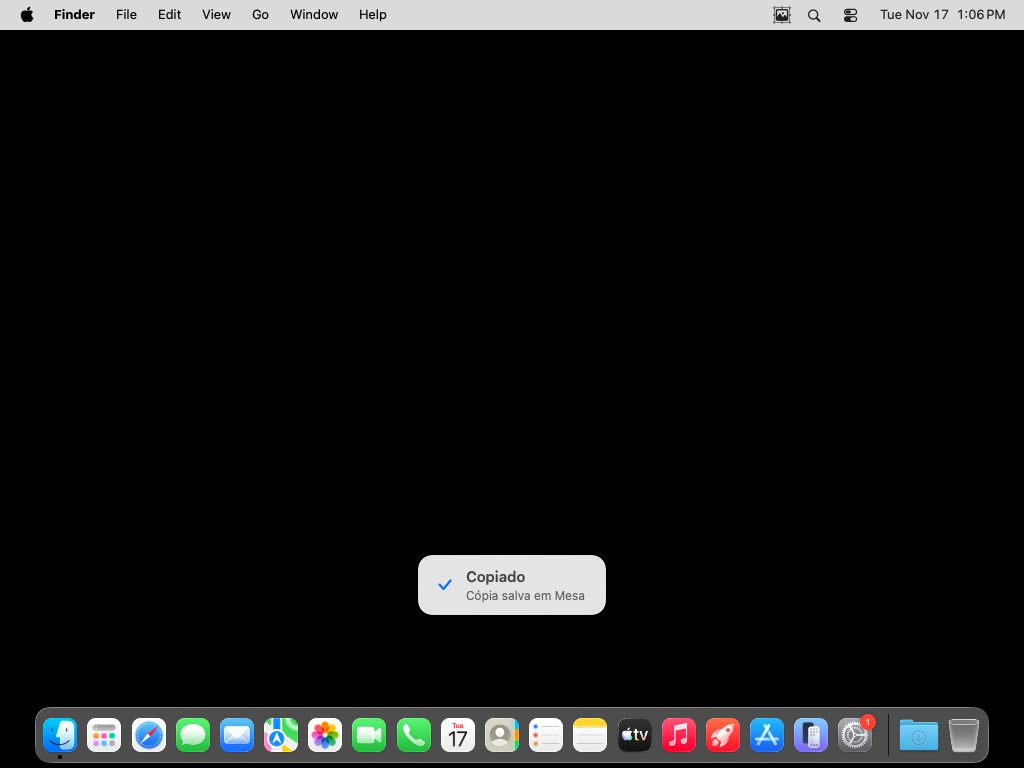 Finder File Edit View Go Window Help Tue Nov 17 1:06 PM
Copiado
Cópia salva em Mesa
Tue
17
tv
1